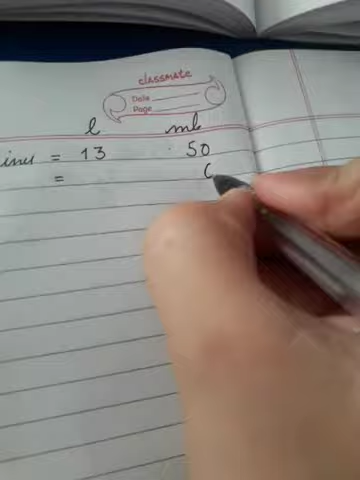 classmate
Date
Page
l ml
= 13 50
=